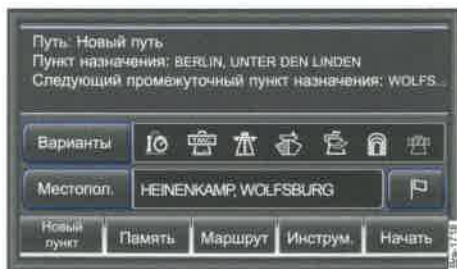 Путь: Новый путь
Пункт назначения: BERLIN, UNTER DEN LINDEN
Следующий промежуточный пункт назначения: WOLFS...
Варианты
TMC
Местопол.
HEINENKAMP, WOLFSBURG
Новый пункт
Память
Маршрут
Инструм.
Начать